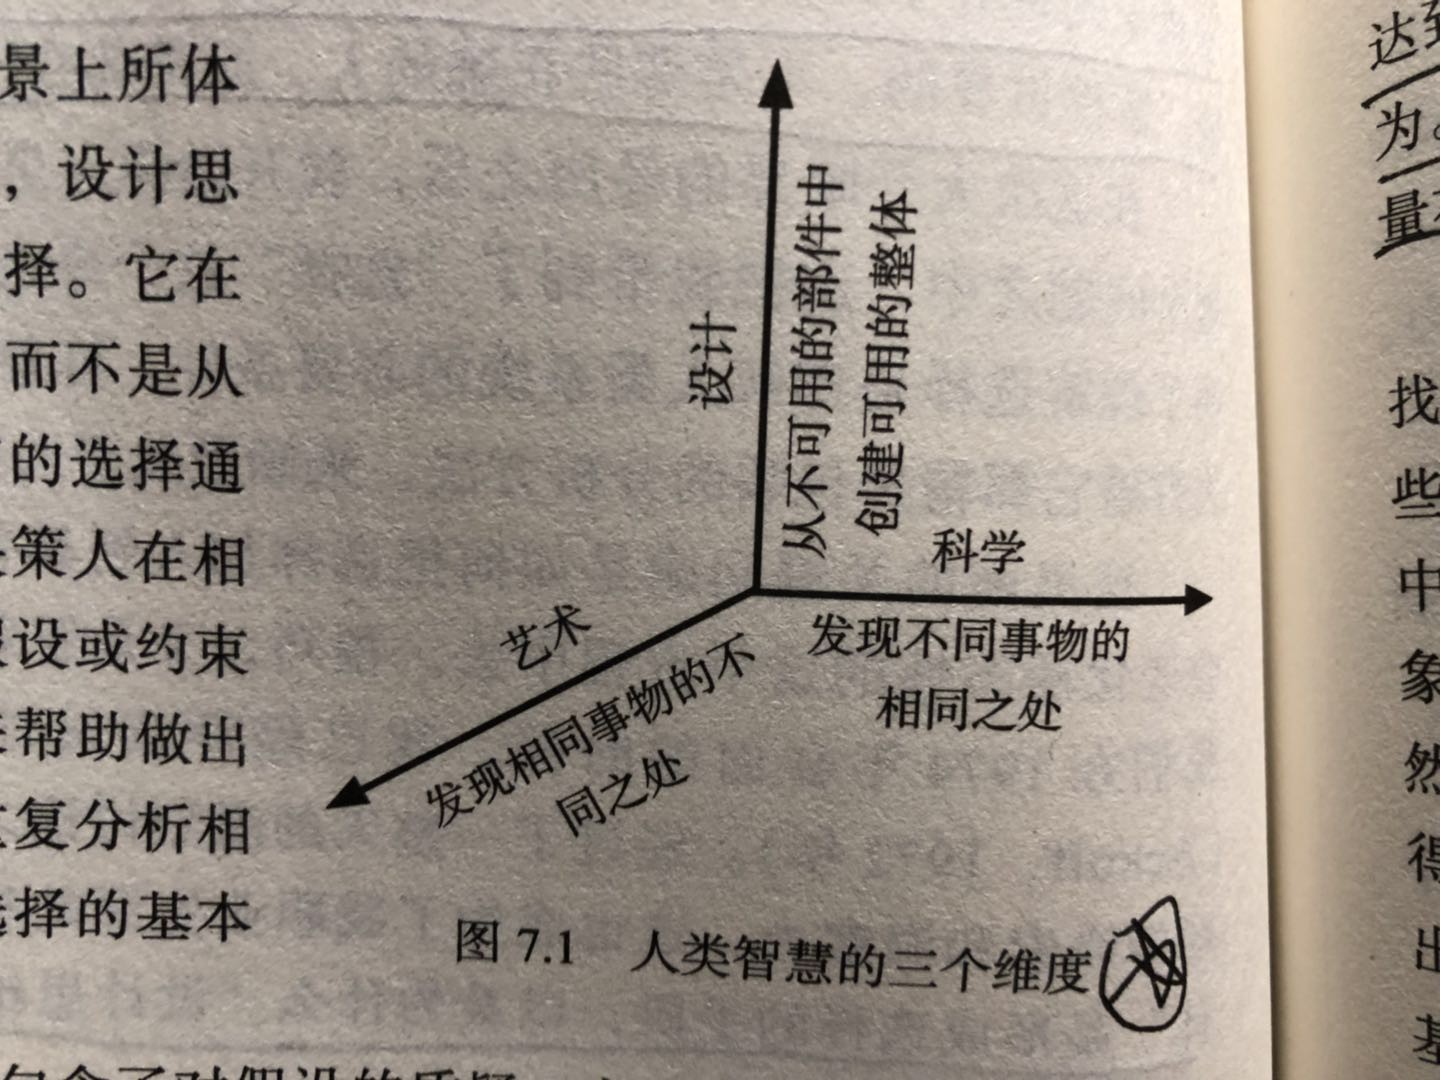 景上所体
，设计思
择。它在
而不是从
的选择通
策人在相
设或约束
帮助做出
复分析相
择的基本
设计
从不可用的部件中
创建可用的整体
科学
发现不同事物的
相同之处
艺术
发现相同事物的不
同之处
图 7.1 人类智慧的三个维度
达到
为。
量
找
些
中
象
然
得
出
基